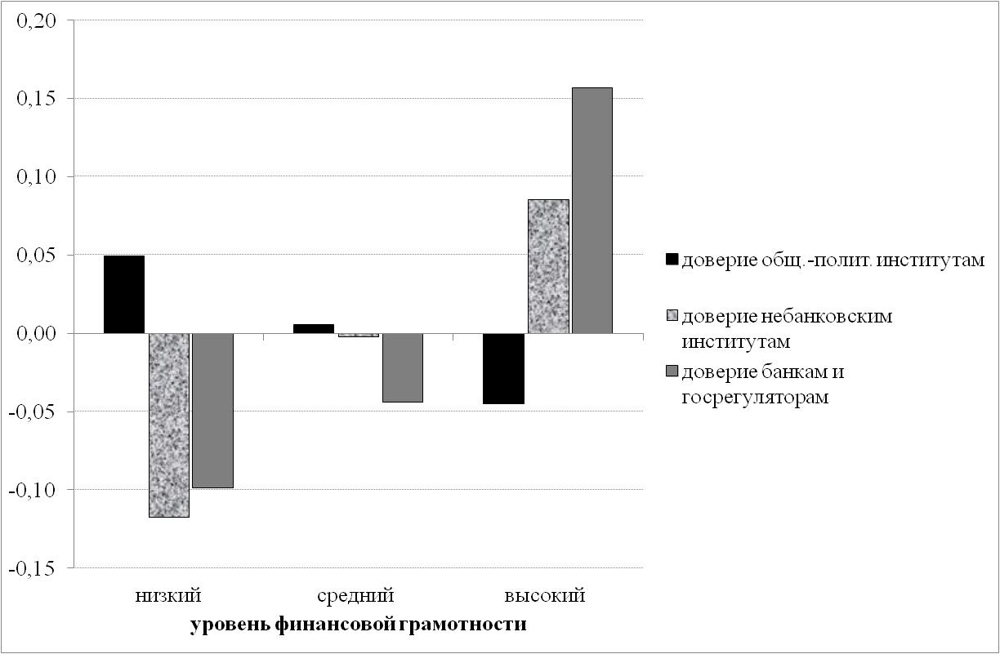 0,20
0,15
0,10
0,05
0,00
-0,05
-0,10
-0,15
низкий
средний
высокий
уровень финансовой грамотности
доверие общ.-полит. институтам
доверие небанковским
институтам
доверие банкам и
госрегуляторам